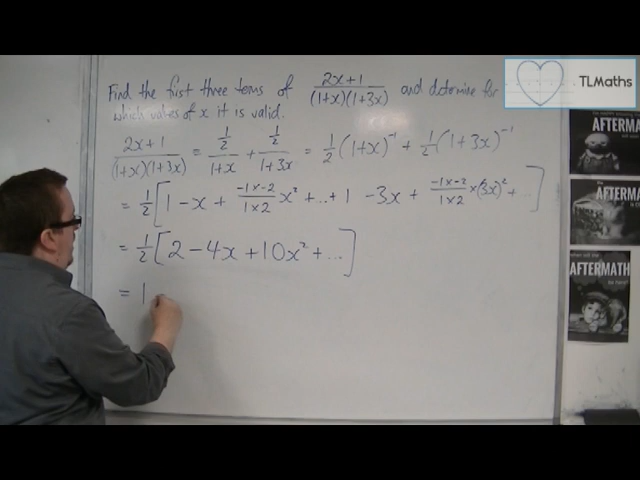 Find the first three terms of (2x+1)/((1+x)(1+3x)) and determine for
which values of x it is valid.
TLMaths
(2x+1)/((1+x)(1+3x)) = (1/2)/(1+x) + (1/2)/(1+3x) = 1/2 (1+x)⁻¹ + 1/2 (1+3x)⁻¹
= 1/2 [1 - x + (-1×-2)/(1×2) x² + ... + 1 - 3x + (-1×-2)/(1×2) × (3x)² + ...]
= 1/2 [2 - 4x + 10x² + ...]
= 1
AFTERMATH
AFTERMATH
AFTERMATH